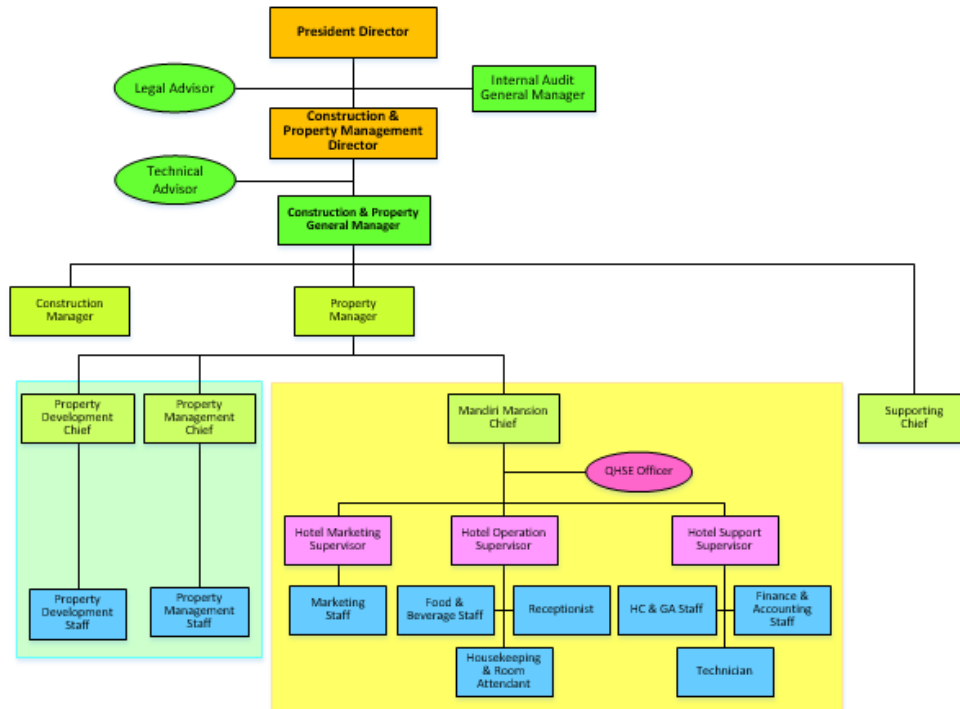 President Director
Legal Advisor
Internal Audit
General Manager
Construction &
Property Management
Director
Technical
Advisor
Construction & Property
General Manager
Construction
Manager
Property
Manager
Property
Development
Chief
Property
Management
Chief
Mandiri Mansion
Chief
Supporting
Chief
QHSE Officer
Hotel Marketing
Supervisor
Hotel Operation
Supervisor
Hotel Support
Supervisor
Property
Development
Staff
Property
Management
Staff
Marketing
Staff
Food &
Beverage Staff
Receptionist
HC & GA Staff
Finance &
Accounting
Staff
Housekeeping
& Room
Attendant
Technician